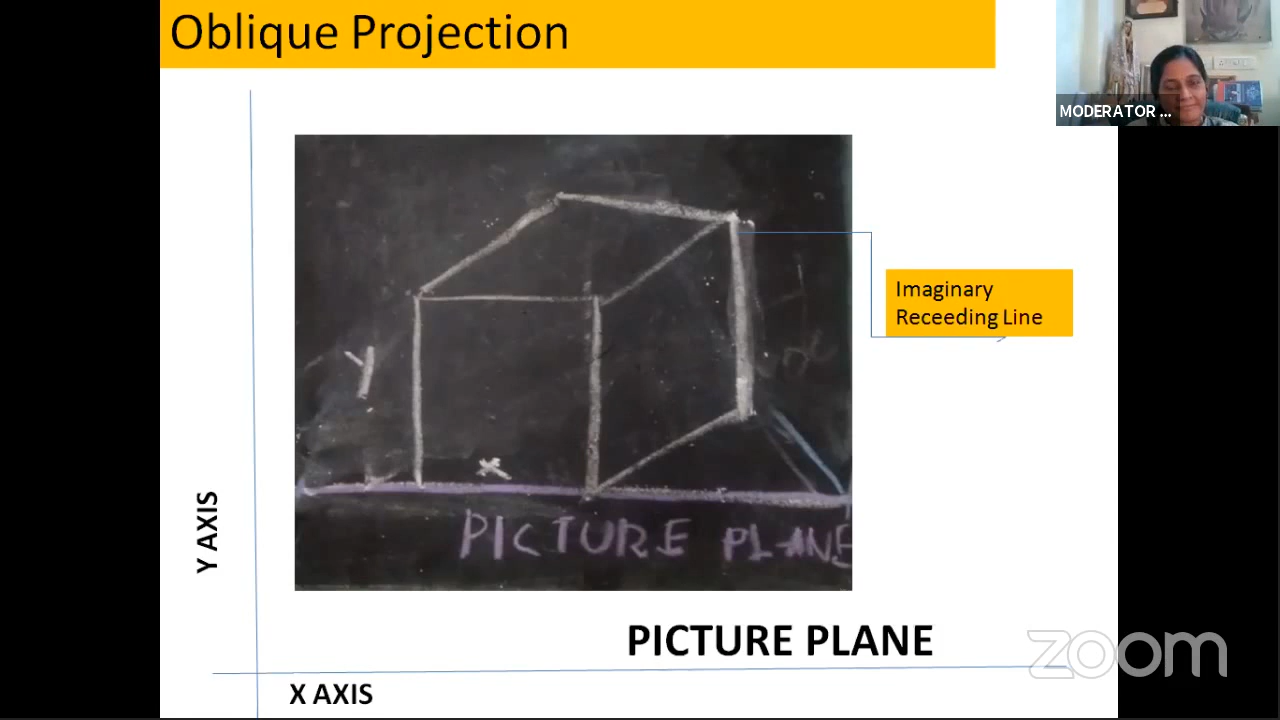 Oblique Projection
MODERATOR ...
Imaginary
Receeding Line
Y
X
PICTURE PLANE
Y AXIS
PICTURE PLANE
X AXIS
zoom